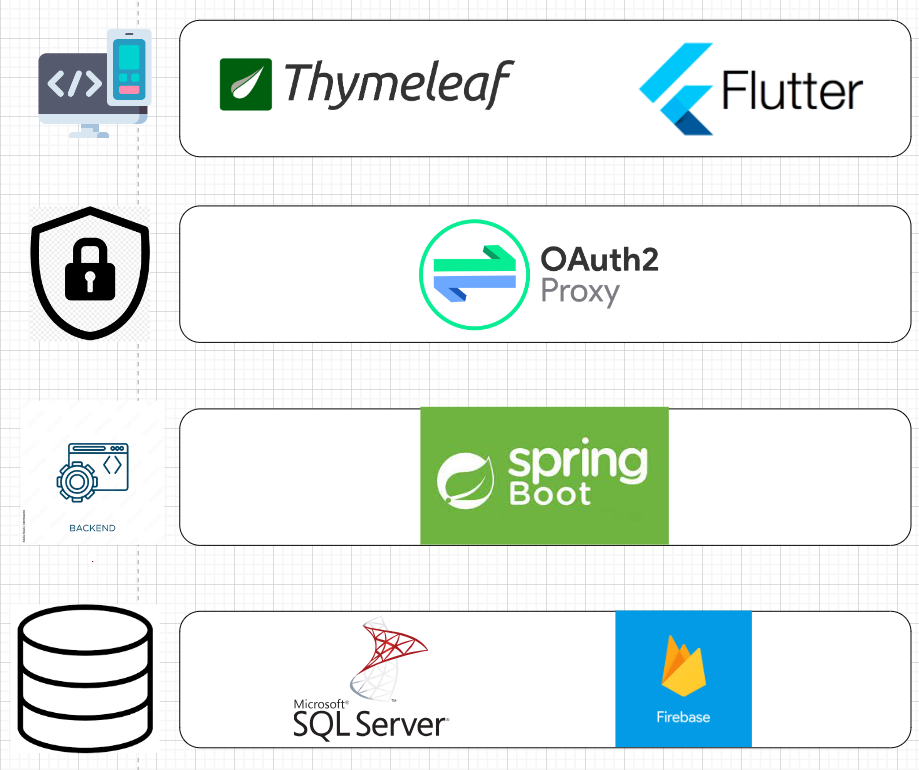 </>
Thymeleaf
Flutter
OAuth2
Proxy
spring
Boot
BACKEND
Microsoft®
SQL Server®
Firebase